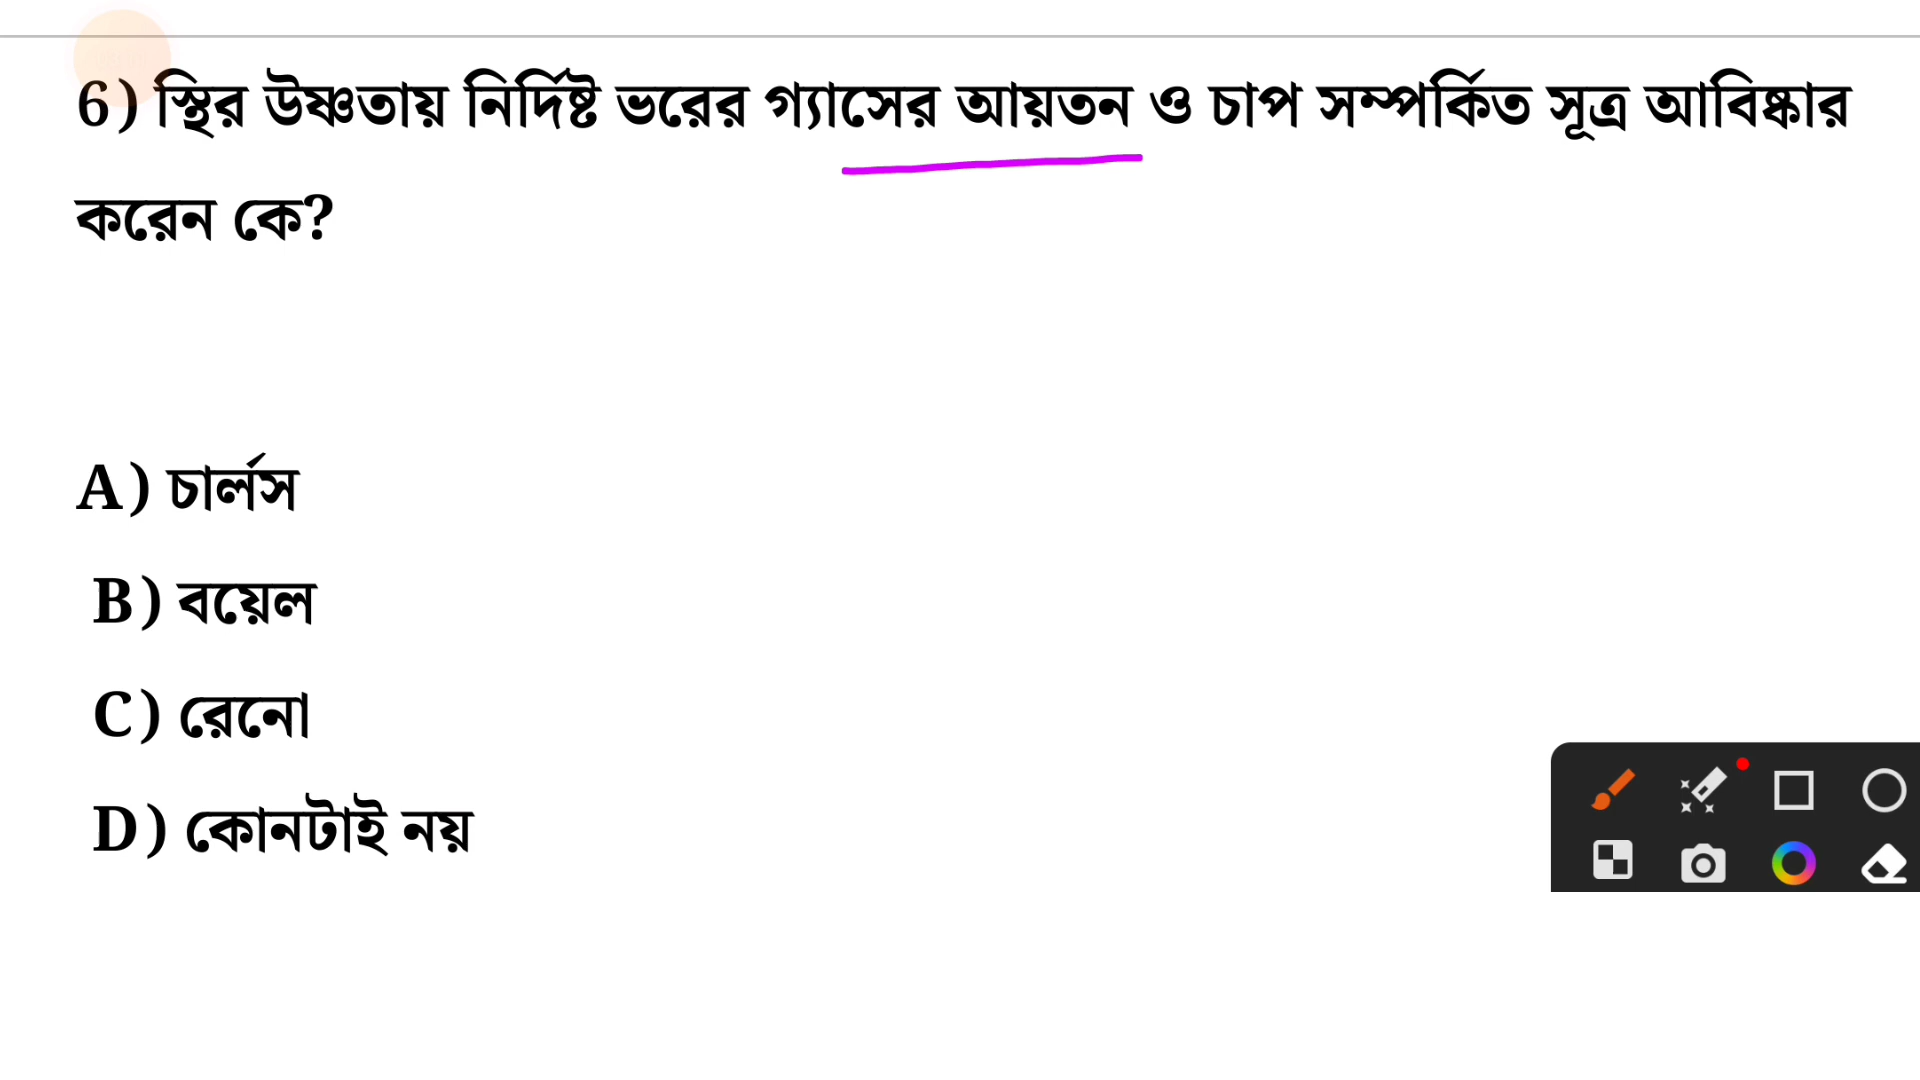 6) স্থির উষ্ণতায় নির্দিষ্ট ভরের গ্যাসের আয়তন ও চাপ সম্পর্কিত সূত্র আবিষ্কার
করেন কে?
A) চার্লস
B) বয়েল
C) রেনো
D) কোনটাই নয়